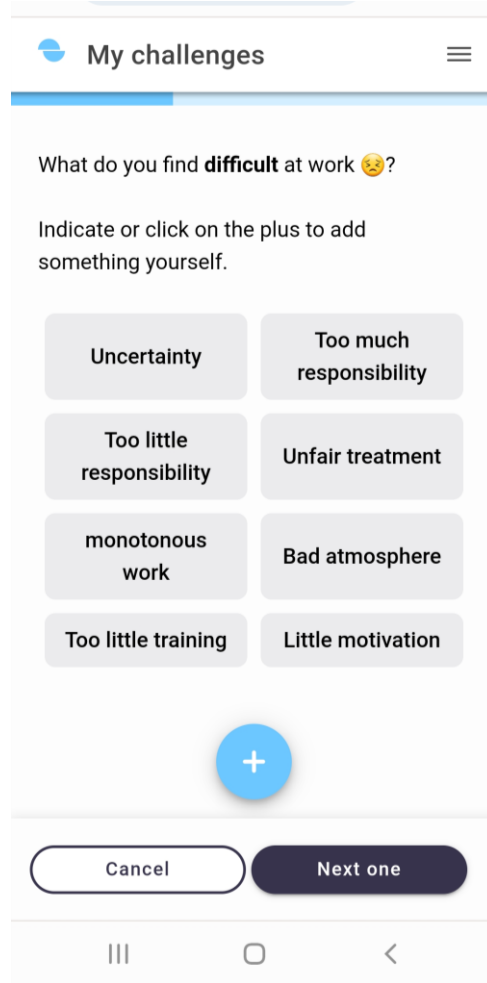 My challenges
What do you find difficult at work 😣?
Indicate or click on the plus to add
something yourself.
Uncertainty
Too much
responsibility
Too little
responsibility
Unfair treatment
monotonous
work
Bad atmosphere
Too little training
Little motivation
+
Cancel
Next one